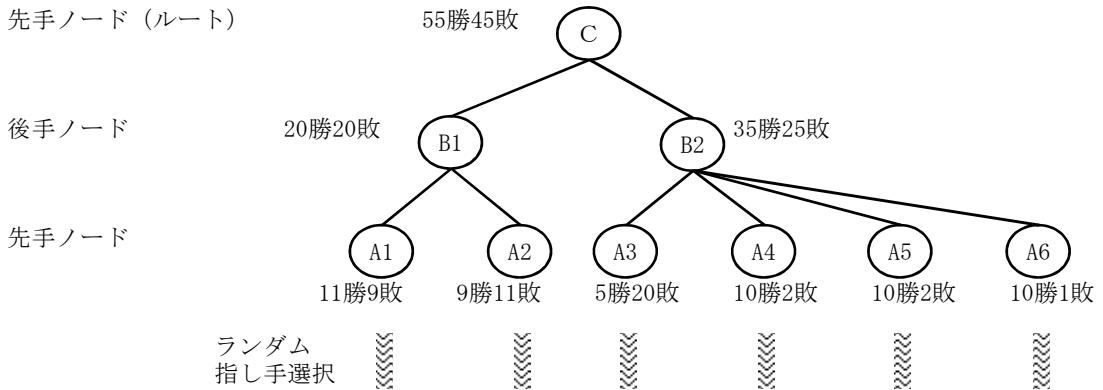 先手ノード（ルート）
55勝45敗
C
後手ノード
20勝20敗
B1
B2
35勝25敗
先手ノード
A1
A2
A3
A4
A5
A6
11勝9敗
9勝11敗
5勝20敗
10勝2敗
10勝2敗
10勝1敗
ランダム
指し手選択